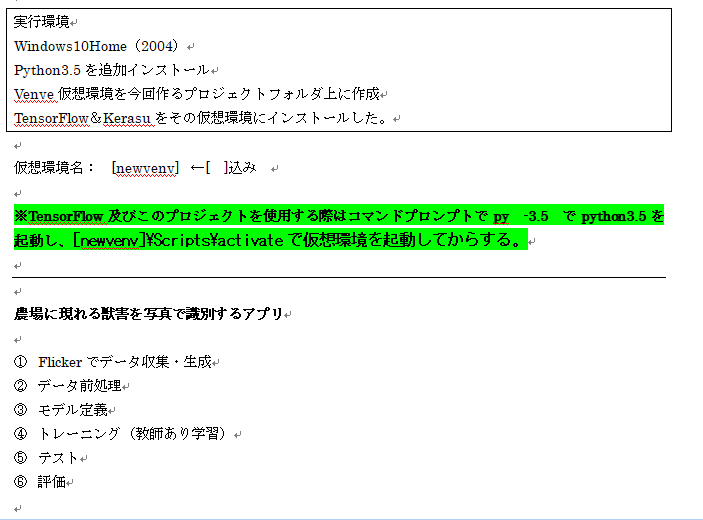 実行環境
Windows10Home（2004）
Python3.5 を追加インストール
Venve 仮想環境を今回作るプロジェクトフォルダ上に作成
TensorFlow＆Kerasu をその仮想環境にインストールした。
仮想環境名： [newvenv] ←[ ]込み
※TensorFlow 及びこのプロジェクトを使用する際はコマンドプロンプトで py -3.5 で python3.5 を
起動し、[newvenv]¥Scripts¥activate で仮想環境を起動してからする。
農場に現れる獣害を写真で識別するアプリ
① Flicker でデータ収集・生成
② データ前処理
③ モデル定義
④ トレーニング（教師あり学習）
⑤ テスト
⑥ 評価